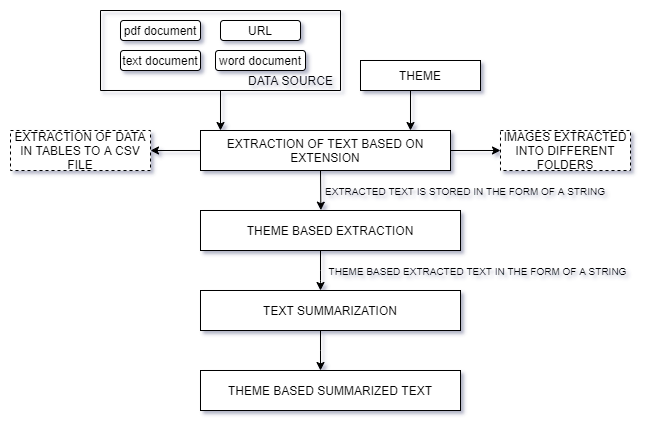 pdf document
URL
text document
word document
DATA SOURCE
THEME
EXTRACTION OF DATA
IN TABLES TO A CSV
FILE
EXTRACTION OF TEXT BASED ON
EXTENSION
IMAGES EXTRACTED
INTO DIFFERENT
FOLDERS
EXTRACTED TEXT IS STORED IN THE FORM OF A STRING
THEME BASED EXTRACTION
THEME BASED EXTRACTED TEXT IN THE FORM OF A STRING
TEXT SUMMARIZATION
THEME BASED SUMMARIZED TEXT